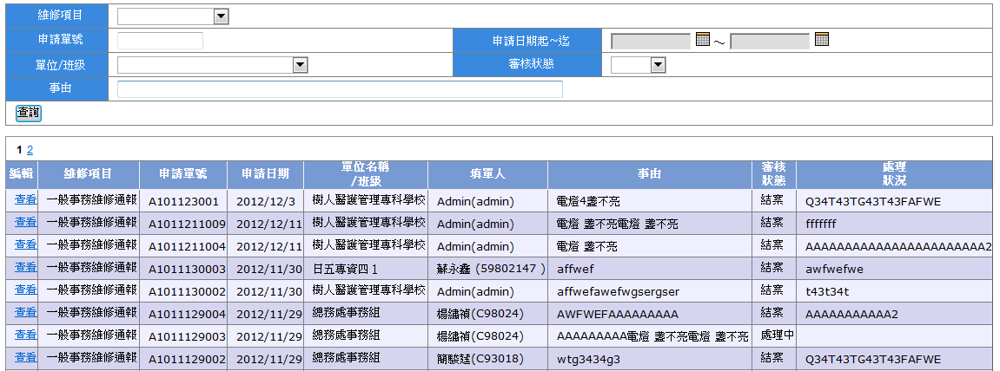 維修項目
申請單號 申請日期起~迄 ~
單位/班級 審核狀態
事由
查詢
1 2
編輯 維修項目 申請單號 申請日期 單位名稱/班級 填單人 事由 審核狀態 處理狀況
查看 一般事務維修通報 A101123001 2012/12/3 樹人醫護管理專科學校 Admin(admin) 電燈4盞不亮 結案 Q34T43TG43T43FAFWE
查看 一般事務維修通報 A1011211009 2012/12/11 樹人醫護管理專科學校 Admin(admin) 電燈 盞不亮電燈 盞不亮 結案 fffffff
查看 一般事務維修通報 A1011211004 2012/12/11 樹人醫護管理專科學校 Admin(admin) 電燈 盞不亮 結案 AAAAAAAAAAAAAAAAAAAAAAA2
查看 一般事務維修通報 A1011130003 2012/11/30 日五專資四1 蘇永鑫 (59802147 ) affwef 結案 awfwefwe
查看 一般事務維修通報 A1011130002 2012/11/30 樹人醫護管理專科學校 Admin(admin) affwefawefwgsergser 結案 t43t34t
查看 一般事務維修通報 A1011129004 2012/11/29 總務處事務組 楊繡禎(C98024) AWFWEFAAAAAAAAA 結案 AAAAAAAAAAA2
查看 一般事務維修通報 A1011129003 2012/11/29 總務處事務組 楊繡禎(C98024) AAAAAAAAA電燈 盞不亮電燈 盞不亮 處理中
查看 一般事務維修通報 A1011129002 2012/11/29 總務處事務組 簡駿莛(C93018) wtg3434g3 結案 Q34T43TG43T43FAFWE